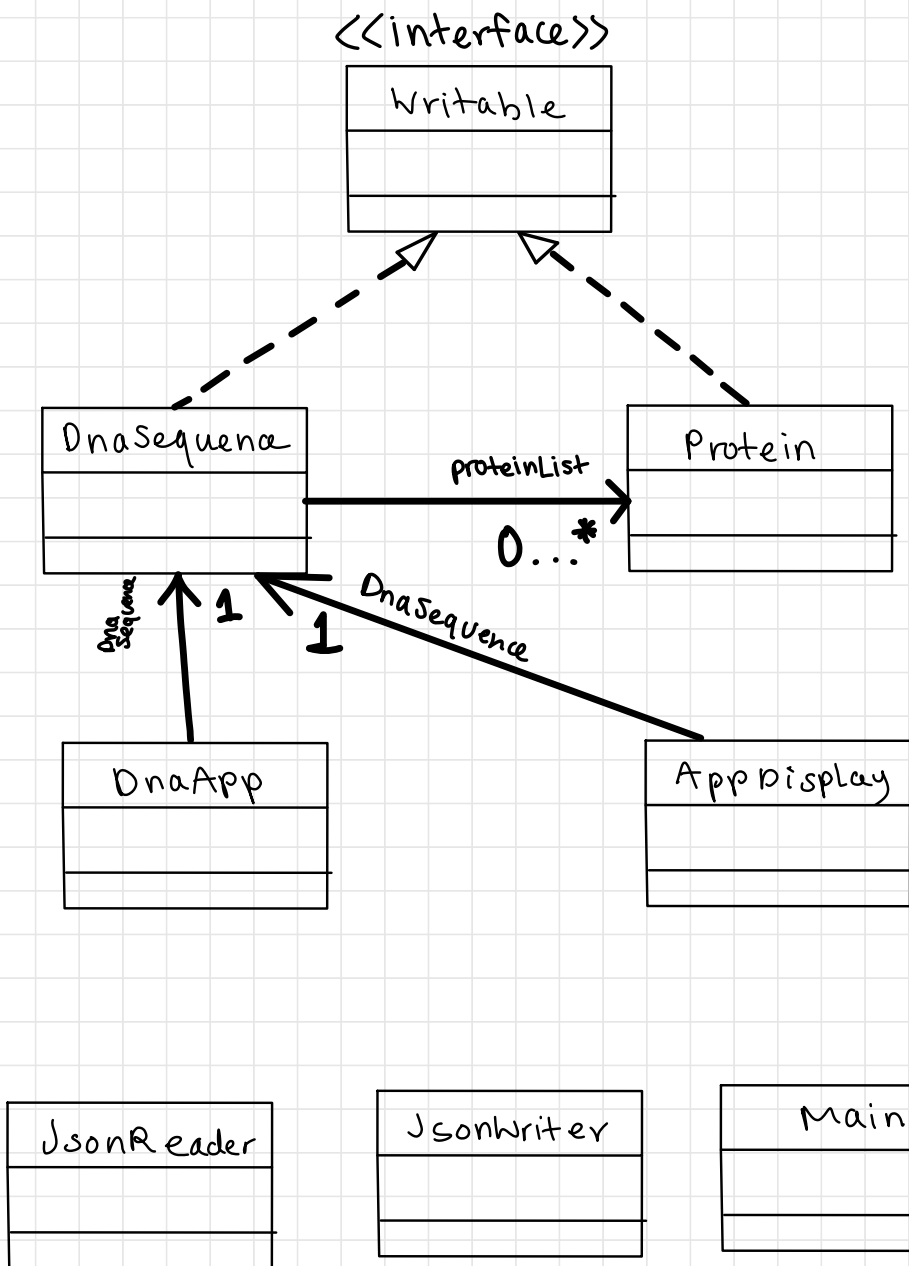 <<interface>>
Writable
DnaSequence
Protein
proteinList
0...*
Dna
Sequence
1
1
DnaSequence
DnaApp
AppDisplay
JsonReader
JsonWriter
Main